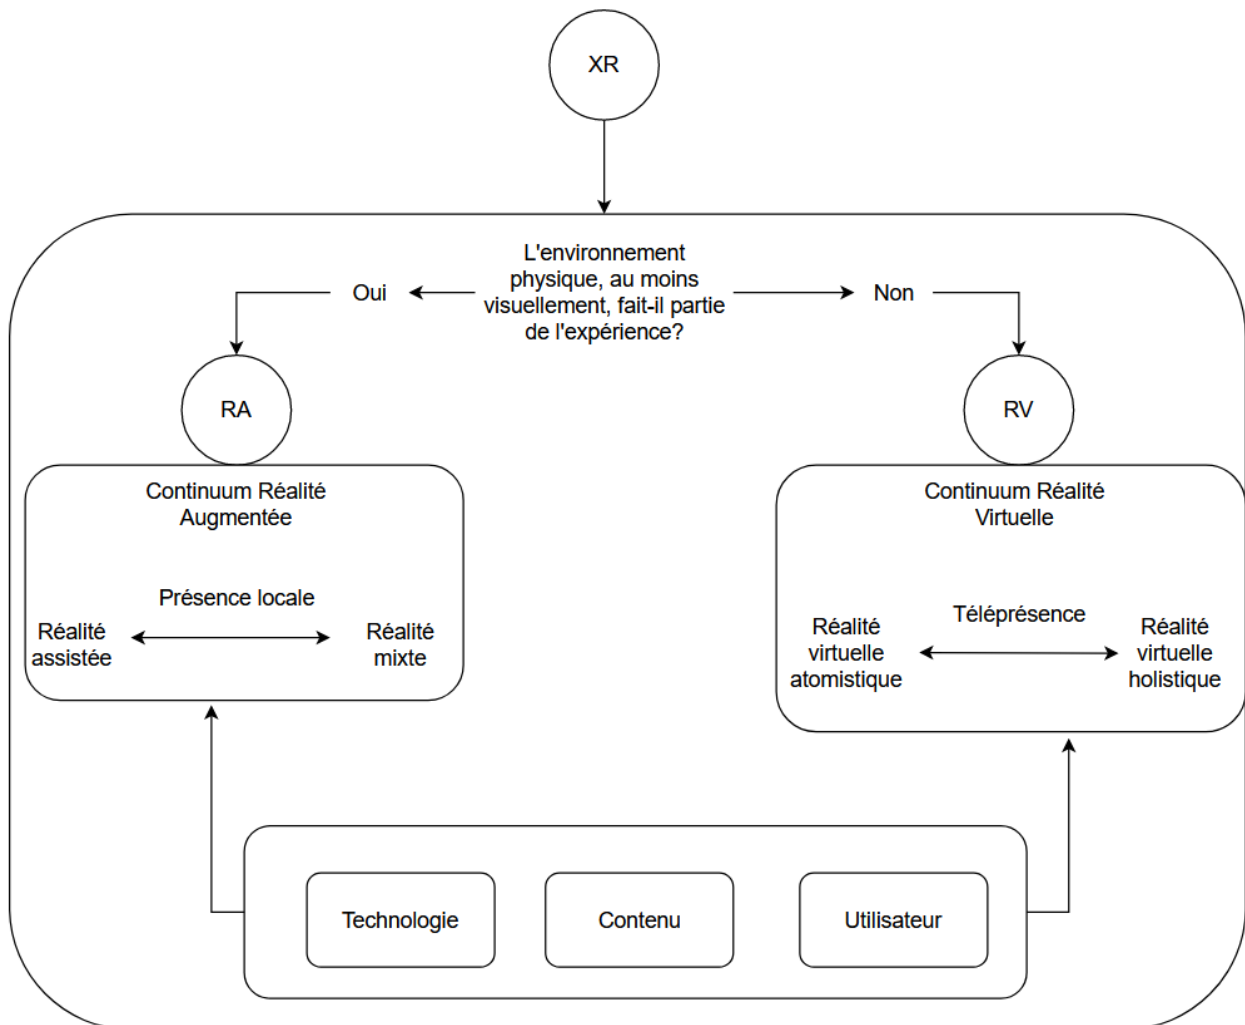 XR
L'environnement
physique, au moins
visuellement, fait-il partie
de l'expérience?
Oui
Non
RA
RV
Continuum Réalité
Augmentée
Présence locale
Réalité
assistée
Réalité
mixte
Continuum Réalité
Virtuelle
Téléprésence
Réalité
virtuelle
atomistique
Réalité
virtuelle
holistique
Technologie
Contenu
Utilisateur